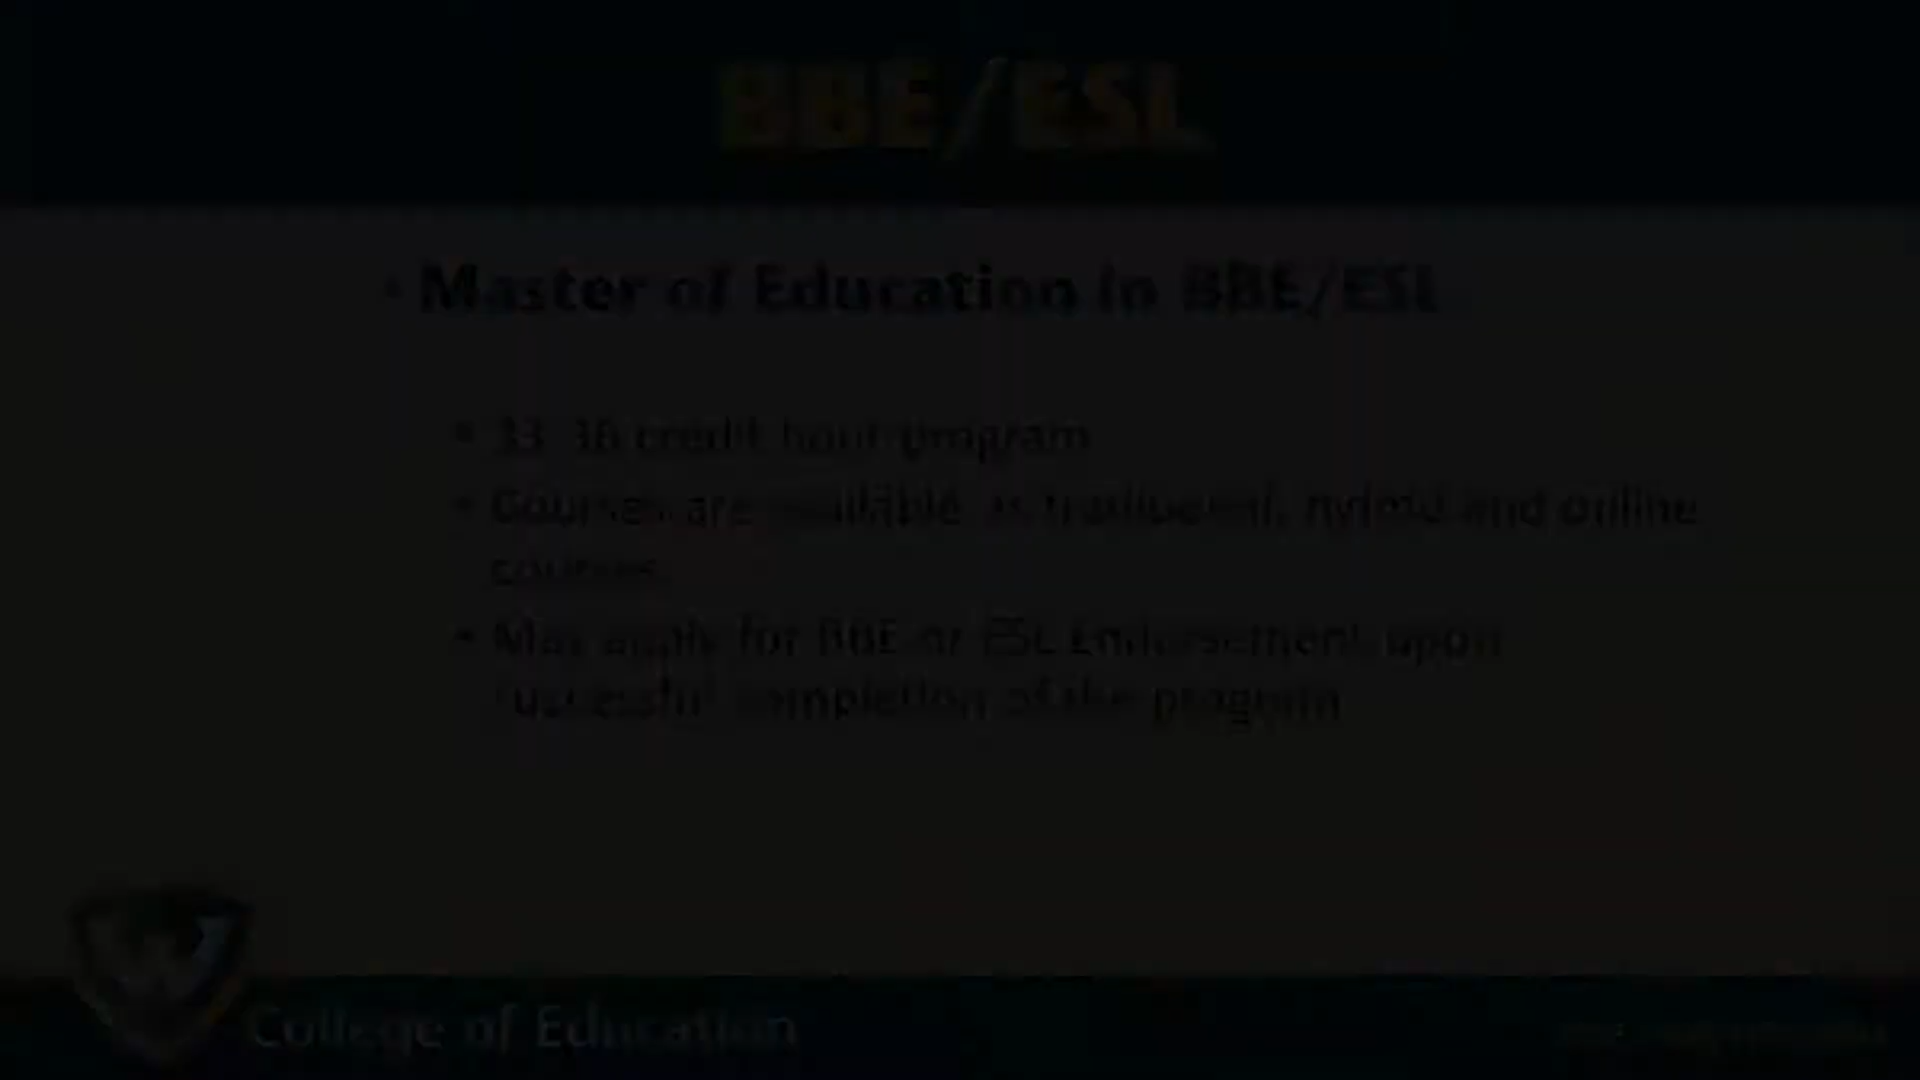 BBE/ESL
• Master of Education in BBE/ESL
• 33-36 credit hour program
• Courses are available as traditional, hybrid and online
courses
• May apply for BBE or ESL Endorsement upon
successful completion of the program
College of Education